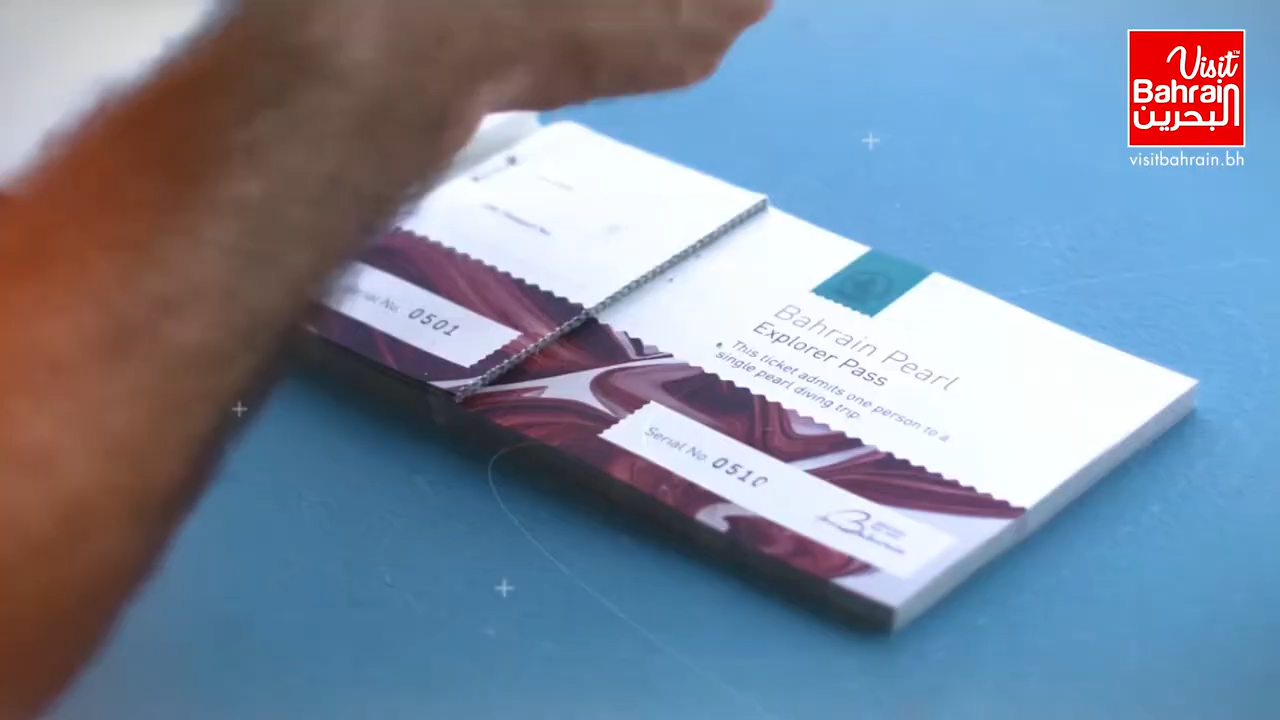 Visit™
Bahrain
البحرين
visitbahrain.bh
Serial No. 0501
Bahrain Pearl
Explorer Pass
• This ticket admits one person to a
single pearl diving trip
Serial No. 0510